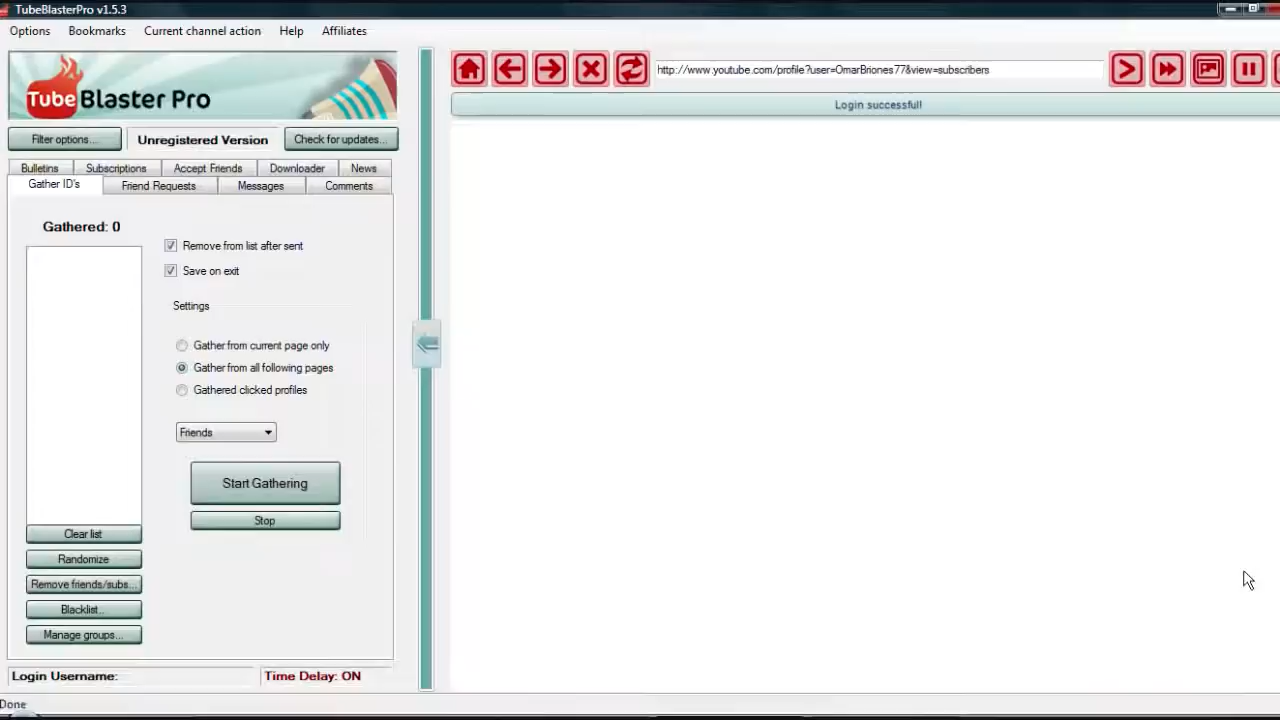 TubeBlasterPro v1.5.3
Options Bookmarks Current channel action Help Affiliates
http://www.youtube.com/profile?user=OmarBriones77&view=subscribers
Tube Blaster Pro
Login successful!
Filter options... Unregistered Version Check for updates...
Bulletins Subscriptions Accept Friends Downloader News
Gather ID's Friend Requests Messages Comments
Gathered: 0
Remove from list after sent
Save on exit
Settings
Gather from current page only
Gather from all following pages
Gathered clicked profiles
Friends
Start Gathering
Stop
Clear list
Randomize
Remove friends/subs...
Blacklist...
Manage groups...
Login Username: Time Delay: ON
Done